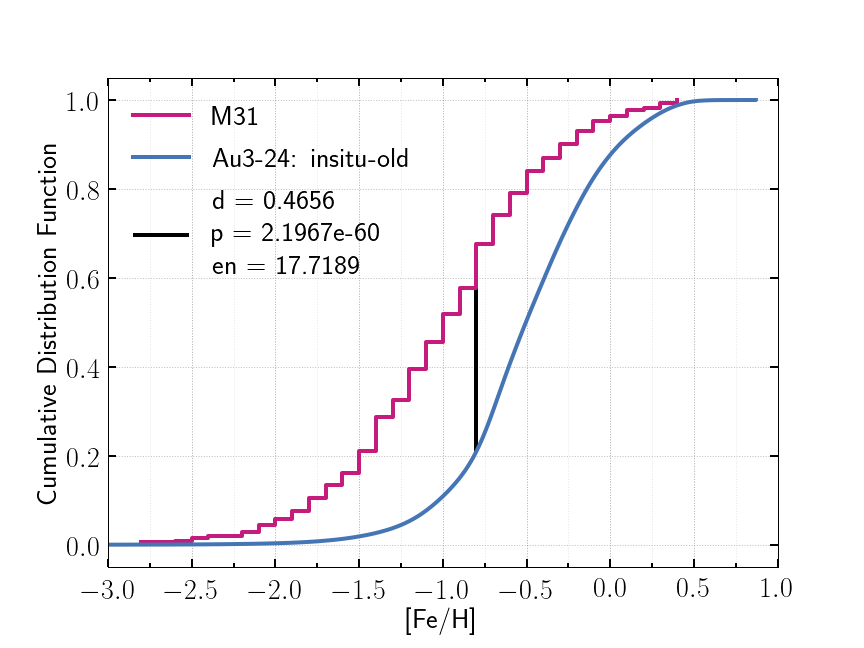 M31
Au3-24: insitu-old
d = 0.4656
p = 2.1967e-60
en = 17.7189
Cumulative Distribution Function
1.0
0.8
0.6
0.4
0.2
0.0
−3.0 −2.5 −2.0 −1.5 −1.0 −0.5 0.0 0.5 1.0
[Fe/H]